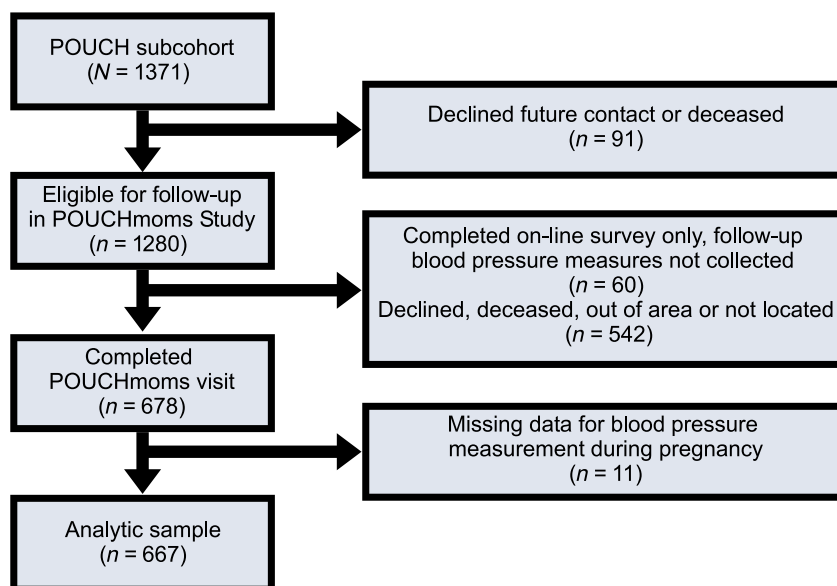 POUCH subcohort
(N = 1371)
Declined future contact or deceased
(n = 91)
Eligible for follow-up
in POUCHmoms Study
(n = 1280)
Completed on-line survey only, follow-up
blood pressure measures not collected
(n = 60)
Declined, deceased, out of area or not located
(n = 542)
Completed
POUCHmoms visit
(n = 678)
Missing data for blood pressure
measurement during pregnancy
(n = 11)
Analytic sample
(n = 667)